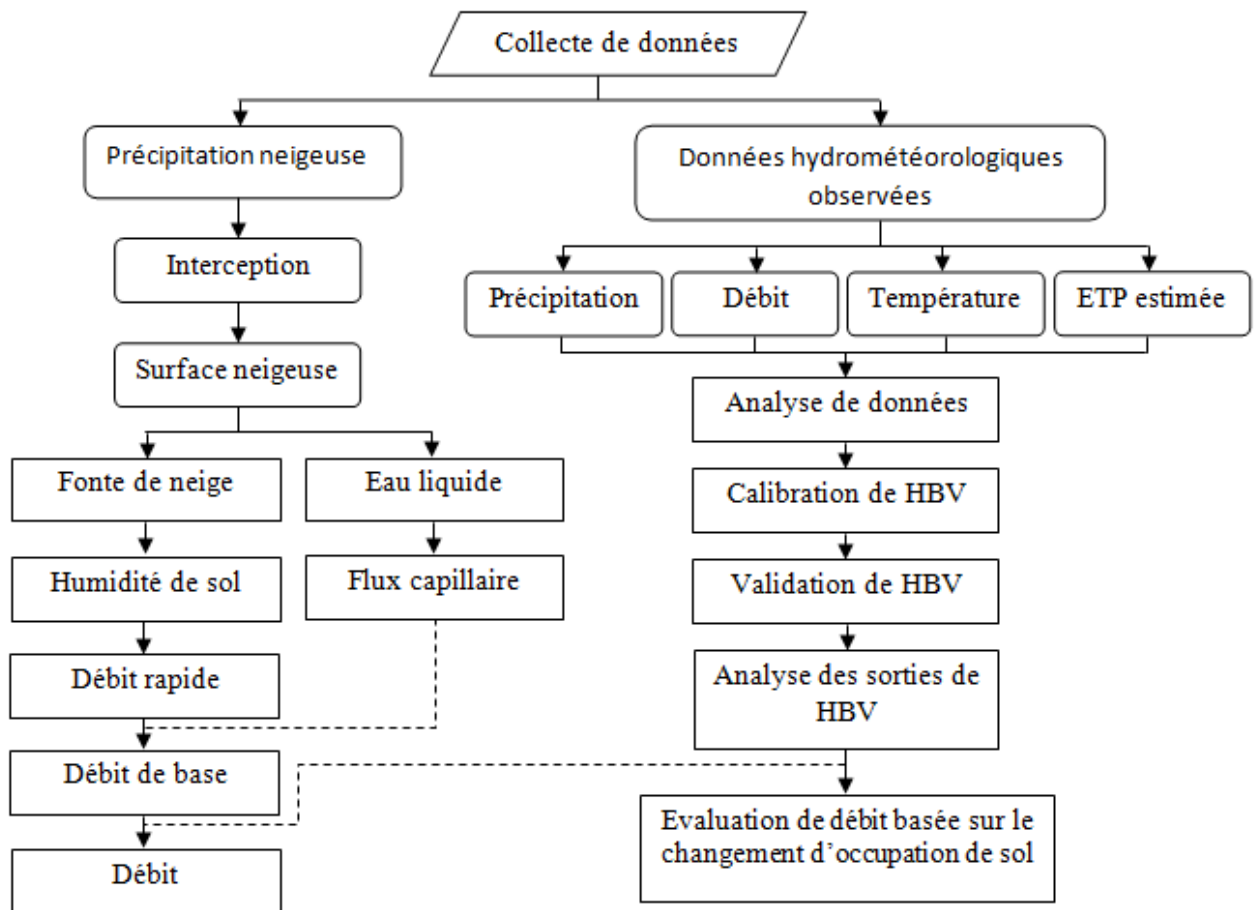 Collecte de données
Précipitation neigeuse
Données hydrométéorologiques
observées
Interception
Précipitation
Débit
Température
ETP estimée
Surface neigeuse
Analyse de données
Fonte de neige
Eau liquide
Calibration de HBV
Humidité de sol
Flux capillaire
Validation de HBV
Débit rapide
Analyse des sorties de
HBV
Débit de base
Evaluation de débit basée sur le
changement d’occupation de sol
Débit